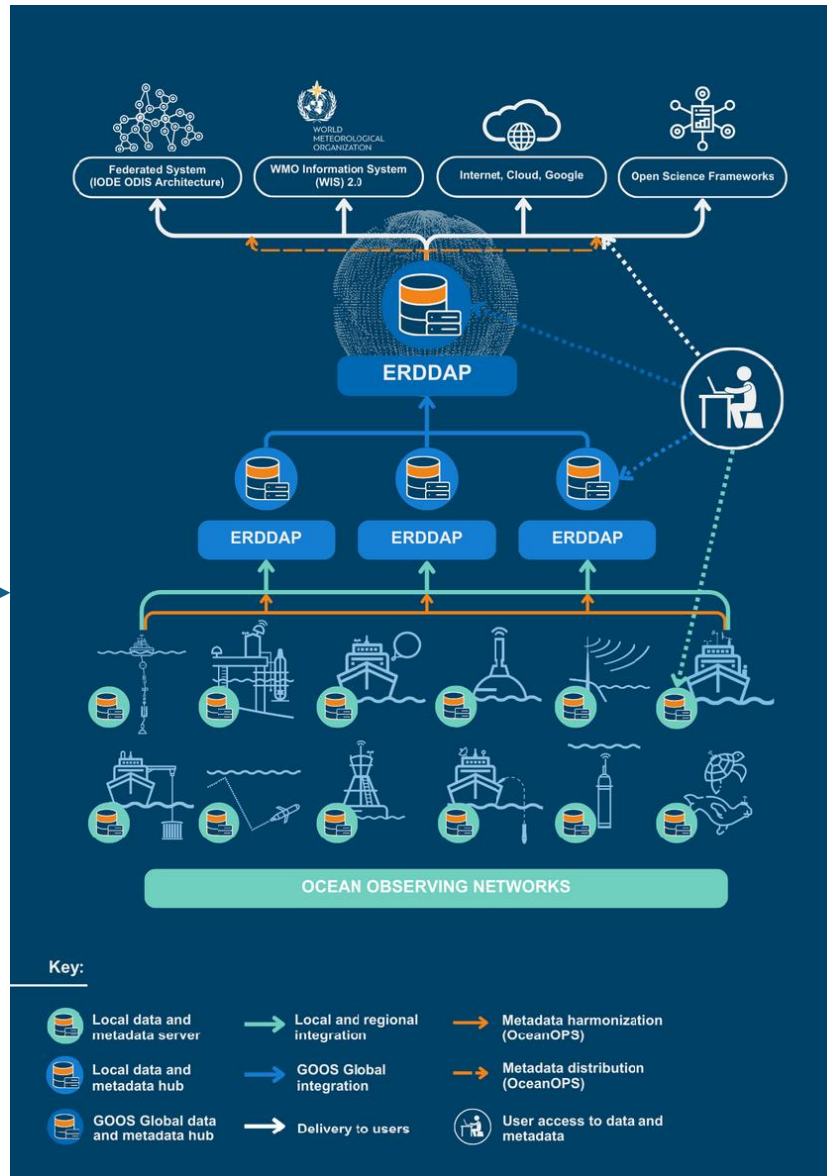 WORLD
METEOROLOGICAL
ORGANIZATION
Federated System
(IODE ODIS Architecture)
WMO Information System
(WIS) 2.0
Internet, Cloud, Google
Open Science Frameworks
ERDDAP
ERDDAP
ERDDAP
ERDDAP
OCEAN OBSERVING NETWORKS
Key:
Local data and
metadata server
Local and regional
integration
Metadata harmonization
(OceanOPS)
Local data and
metadata hub
GOOS Global
integration
Metadata distribution
(OceanOPS)
GOOS Global data
and metadata hub
Delivery to users
User access to data and
metadata